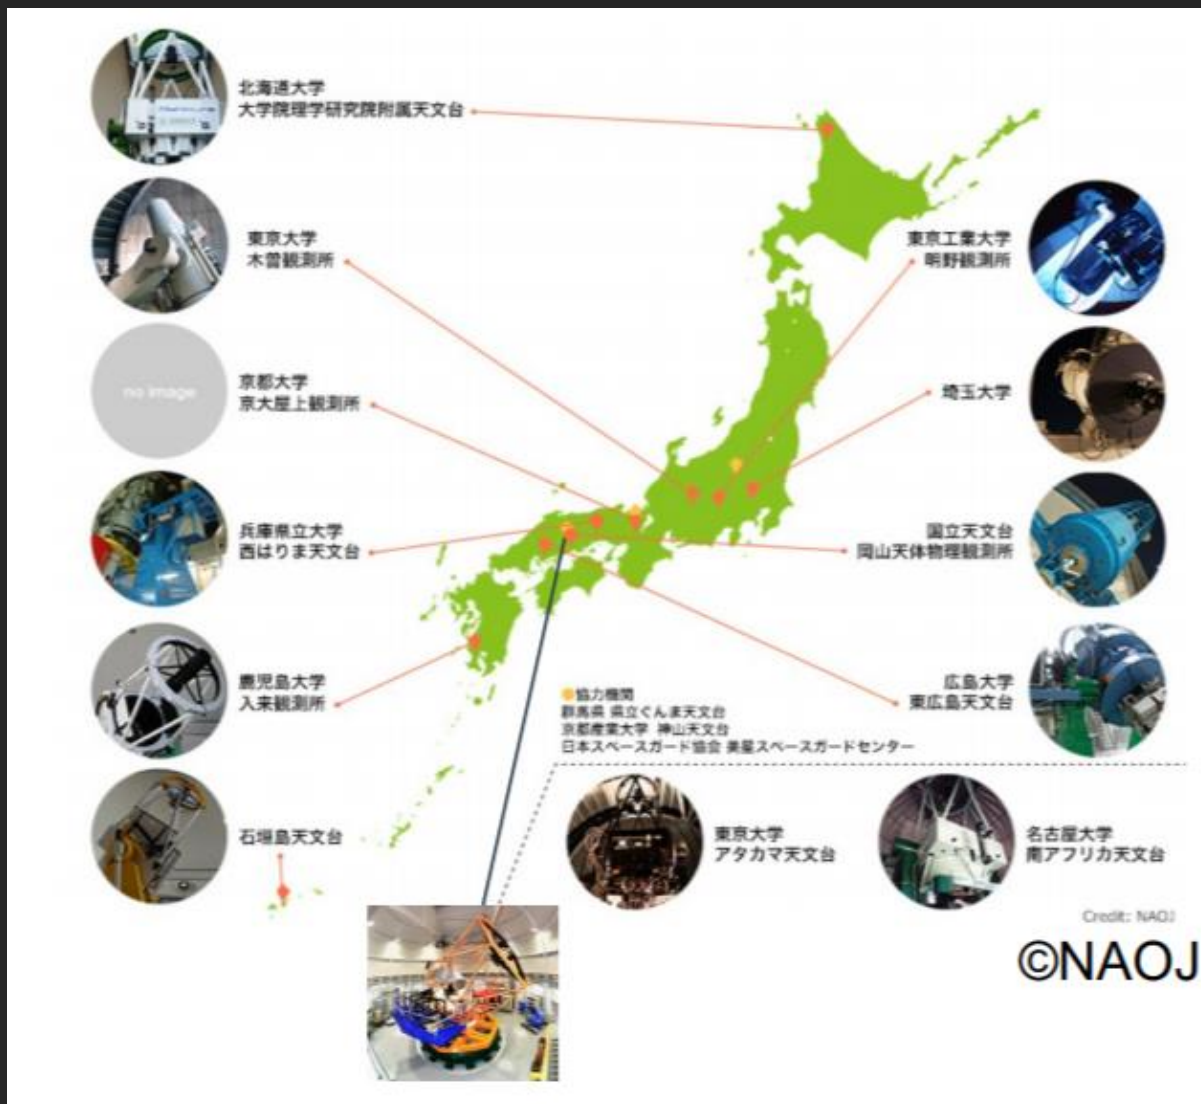 北海道大学
大学院理学研究院附属天文台
東京大学
木曽観測所
東京工業大学
明野観測所
京都大学
京大屋上観測所
no image
埼玉大学
兵庫県立大学
西はりま天文台
国立天文台
岡山天体物理観測所
鹿児島大学
入来観測所
広島大学
東広島天文台
協力機関
群馬県 県立ぐんま天文台
京都産業大学 神山天文台
日本スペースガード協会 美星スペースガードセンター
石垣島天文台
東京大学
アタカマ天文台
名古屋大学
南アフリカ天文台
Credit: NAOJ
©NAOJ